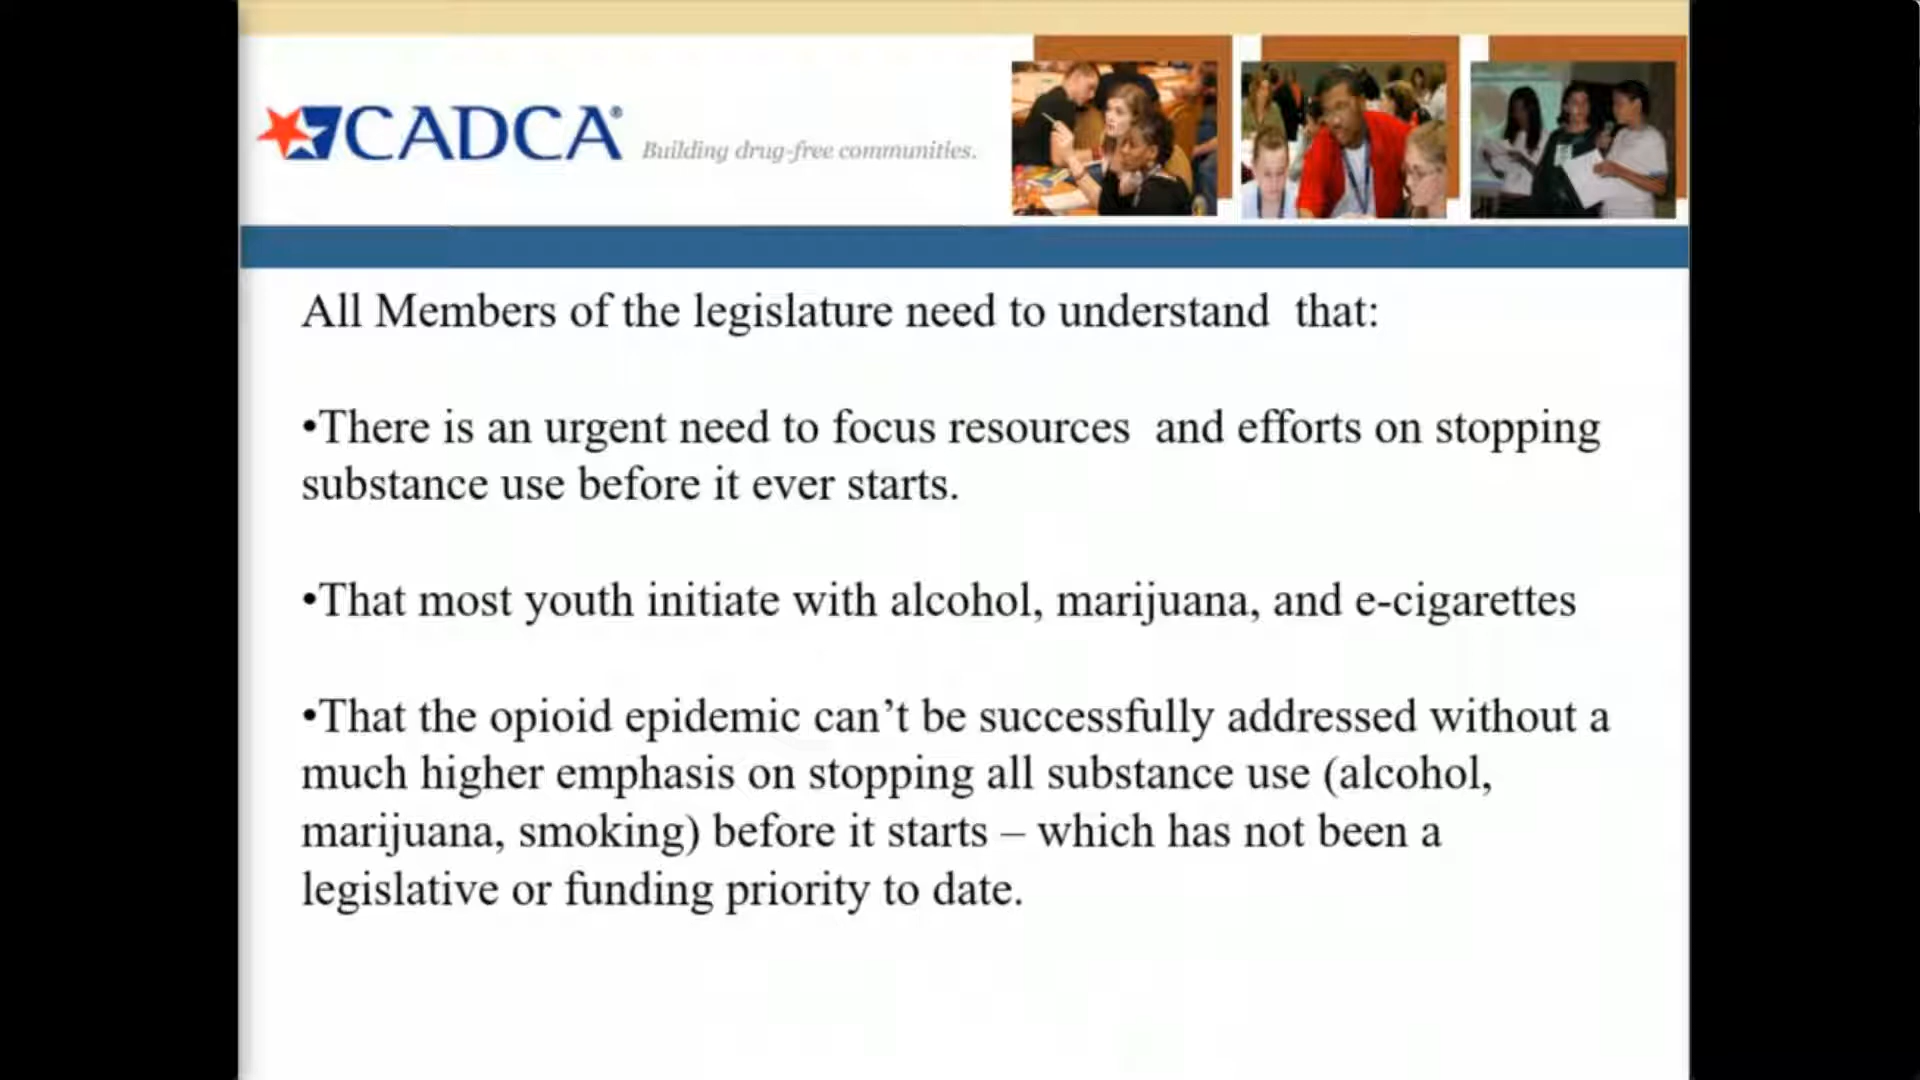 CADCA® Building drug-free communities.
All Members of the legislature need to understand  that:
•There is an urgent need to focus resources  and efforts on stopping
substance use before it ever starts.
•That most youth initiate with alcohol, marijuana, and e-cigarettes
•That the opioid epidemic can’t be successfully addressed without a
much higher emphasis on stopping all substance use (alcohol,
marijuana, smoking) before it starts – which has not been a
legislative or funding priority to date.